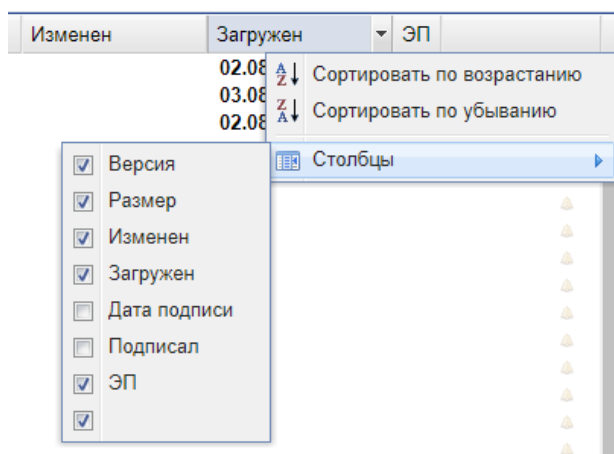 Изменен Загружен ЭП
02.08
Сортировать по возрастанию
03.08
Сортировать по убыванию
02.08
Столбцы
Версия
Размер
Изменен
Загружен
Дата подписи
Подписал
ЭП